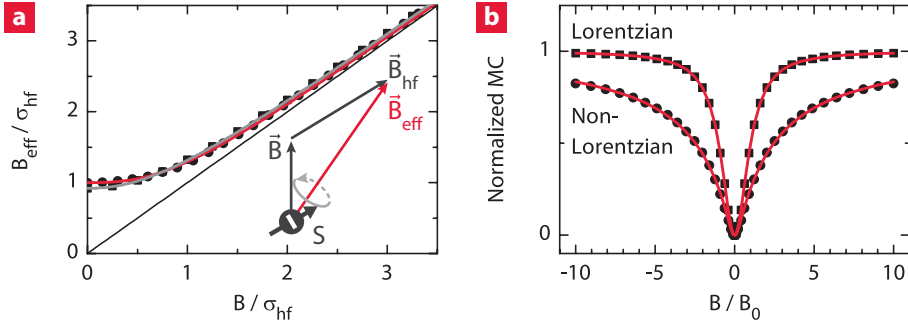 a
B_eff / σ_hf
3
2
1
0
0
1
2
3
B / σ_hf
B⃗_hf
B⃗_eff
B⃗
S
b
Normalized MC
1
0
Lorentzian
Non-
Lorentzian
-10
-5
0
5
10
B / B_0